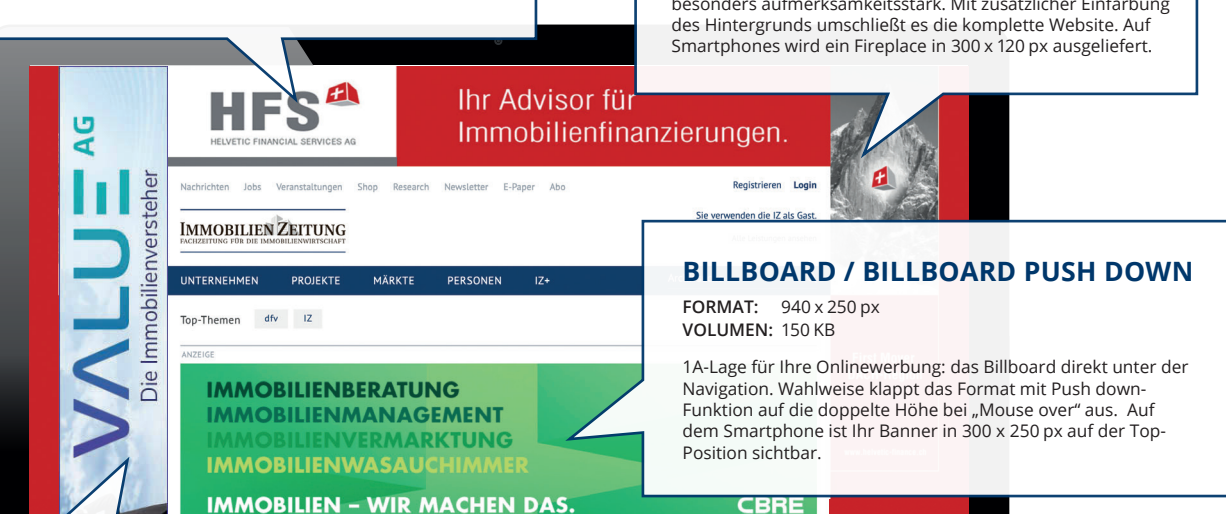 besonders aufmerksamkeitsstark. Mit zusätzlicher Einfärbung
des Hintergrunds umschließt es die komplette Website. Auf
Smartphones wird ein Fireplace in 300 x 120 px ausgeliefert.
HFS
HELVETIC FINANCIAL SERVICES AG
Ihr Advisor für
Immobilienfinanzierungen.
VALUE AG
Die Immobilienversteher
Nachrichten Jobs Veranstaltungen Shop Research Newsletter E-Paper Abo
Registrieren Login
Sie verwenden die IZ als Gast.
IMMOBILIEN ZEITUNG
FACHZEITUNG FÜR DIE IMMOBILIENWIRTSCHAFT
UNTERNEHMEN PROJEKTE MÄRKTE PERSONEN IZ+
Top-Themen dfv IZ
ANZEIGE
IMMOBILIENBERATUNG
IMMOBILIENMANAGEMENT
IMMOBILIENVERMARKTUNG
IMMOBILIENWASAUCHIMMER
IMMOBILIEN – WIR MACHEN DAS.
CBRE
BILLBOARD / BILLBOARD PUSH DOWN
FORMAT: 940 x 250 px
VOLUMEN: 150 KB
1A-Lage für Ihre Onlinewerbung: das Billboard direkt unter der
Navigation. Wahlweise klappt das Format mit Push down-
Funktion auf die doppelte Höhe bei „Mouse over“ aus. Auf
dem Smartphone ist Ihr Banner in 300 x 250 px auf der Top-
Position sichtbar.